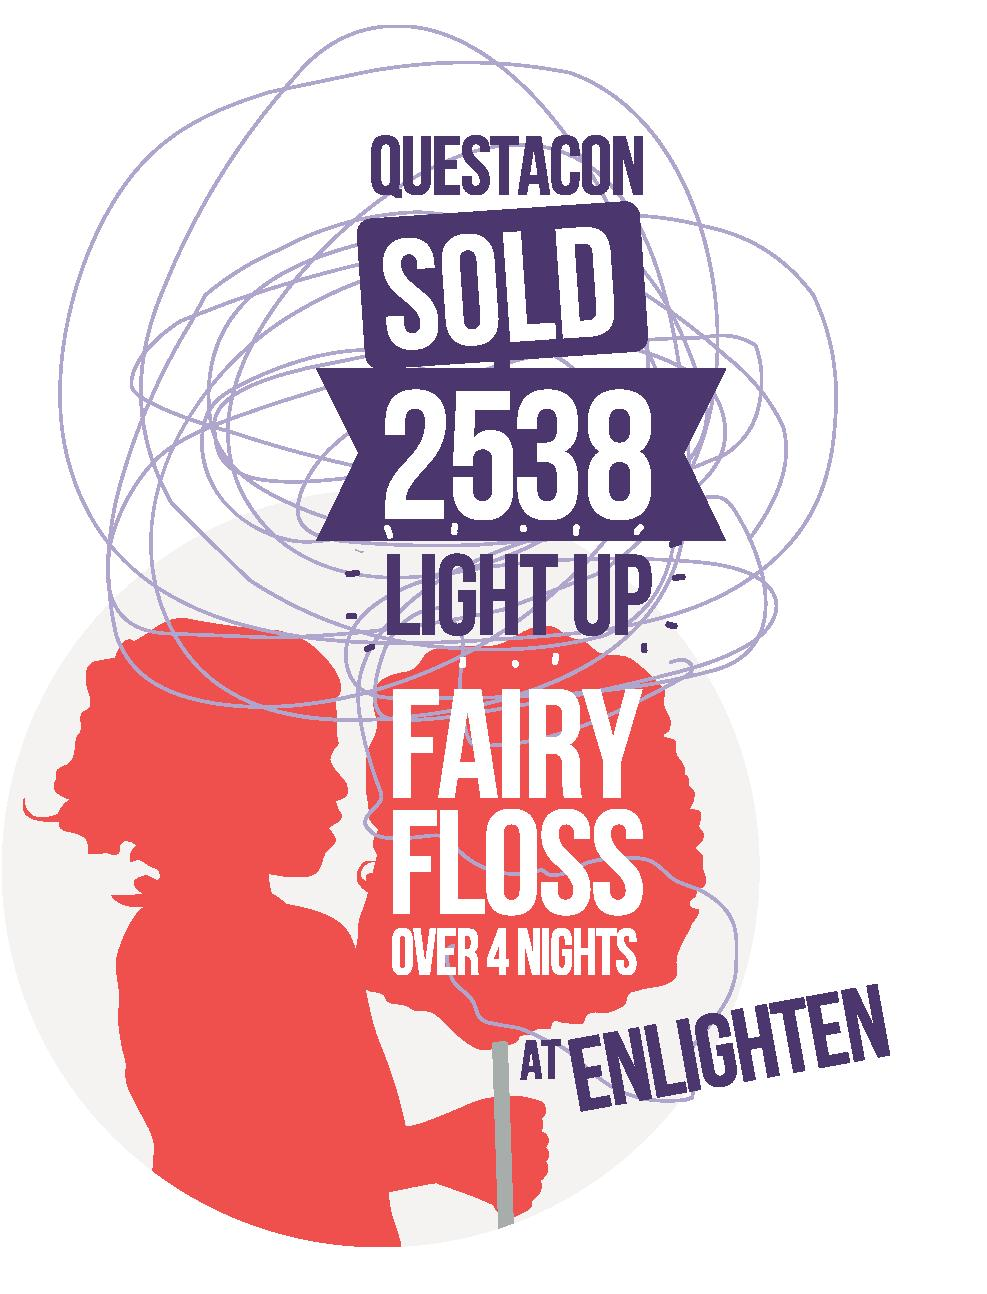 QUESTACON
SOLD
2538
LIGHT UP
FAIRY
FLOSS
OVER 4 NIGHTS
AT ENLIGHTEN